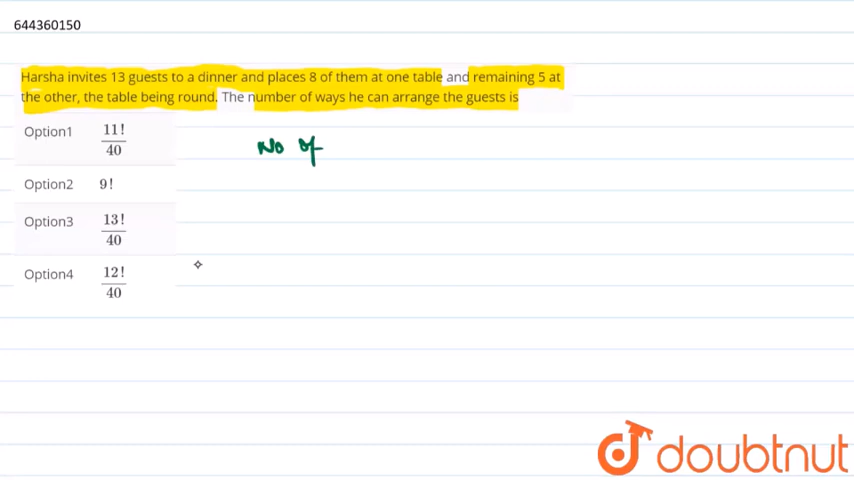 644360150
Harsha invites 13 guests to a dinner and places 8 of them at one table and remaining 5 at
the other, the table being round. The number of ways he can arrange the guests is
Option1 11!/40
No of
Option2 9!
Option3 13!/40
Option4 12!/40
doubtnut